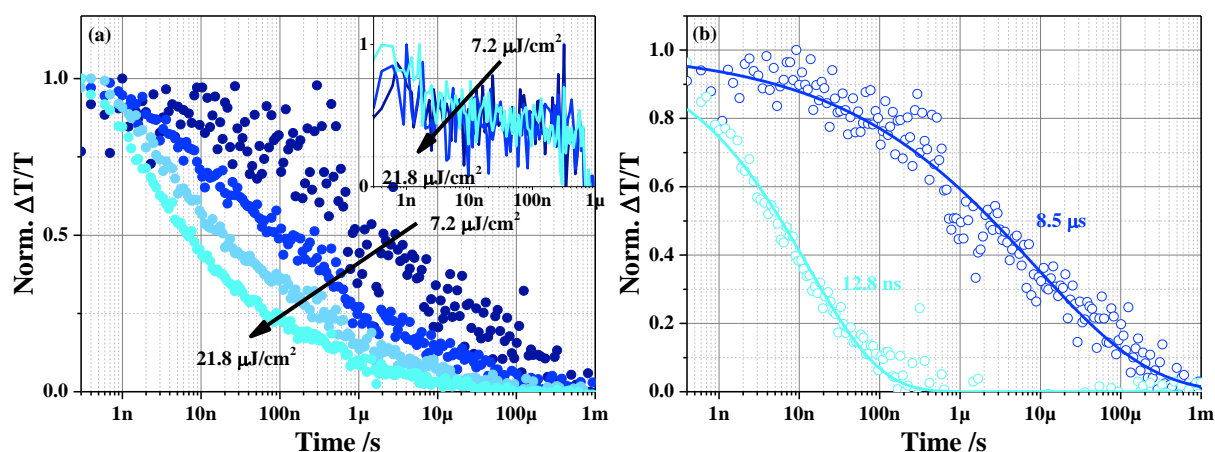 (a)
Norm. ΔT/T
1.0
0.5
0.0
1n 10n 100n 1μ 10μ 100μ 1m
Time /s
7.2 μJ/cm²
21.8 μJ/cm²
1
0
1n 10n 100n 1μ
7.2 μJ/cm²
21.8 μJ/cm²
(b)
Norm. ΔT/T
1.0
0.8
0.6
0.4
0.2
0.0
1n 10n 100n 1μ 10μ 100μ 1m
Time /s
8.5 μs
12.8 ns